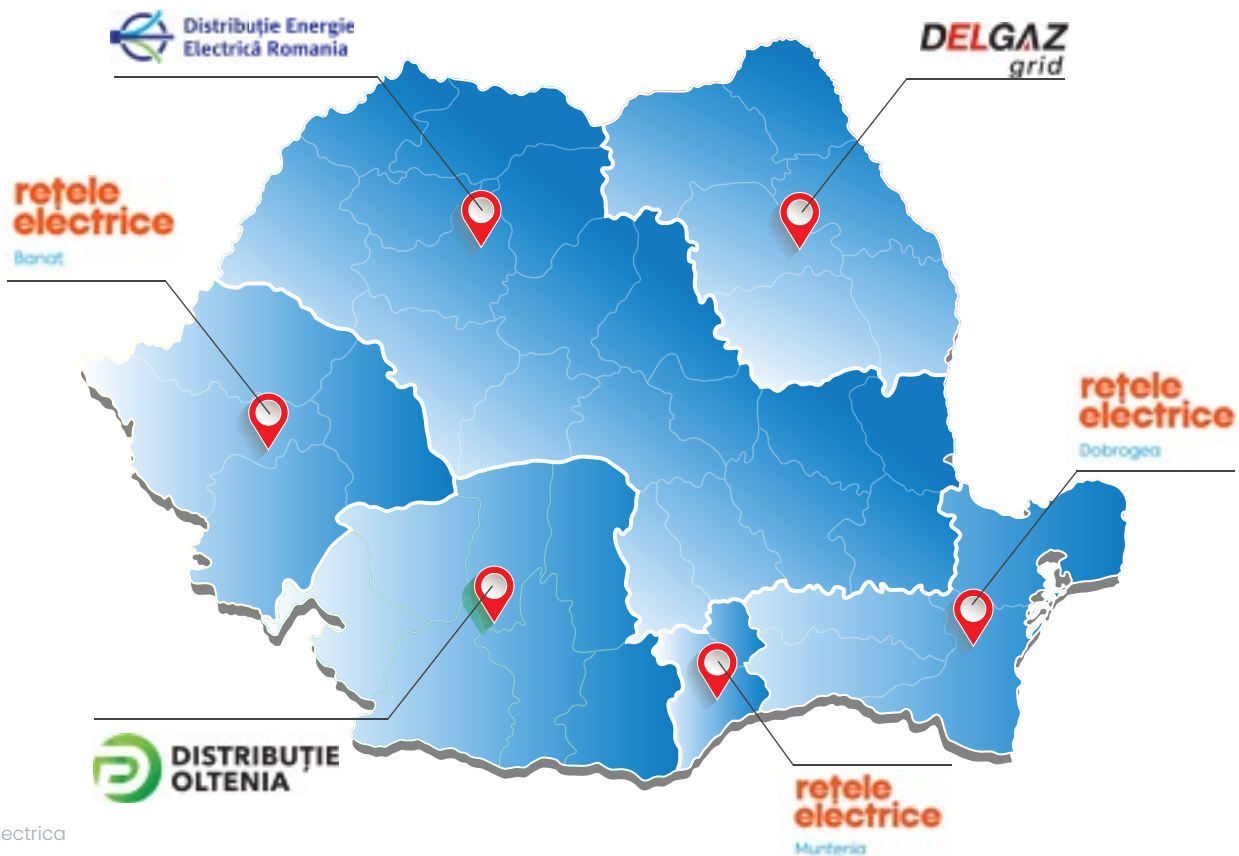 Distribuție Energie
Electrică Romania
DELGAZ
grid
rețele
electrice
Banat
rețele
electrice
Dobrogea
DISTRIBUȚIE
OLTENIA
rețele
electrice
Muntenia
ectrica